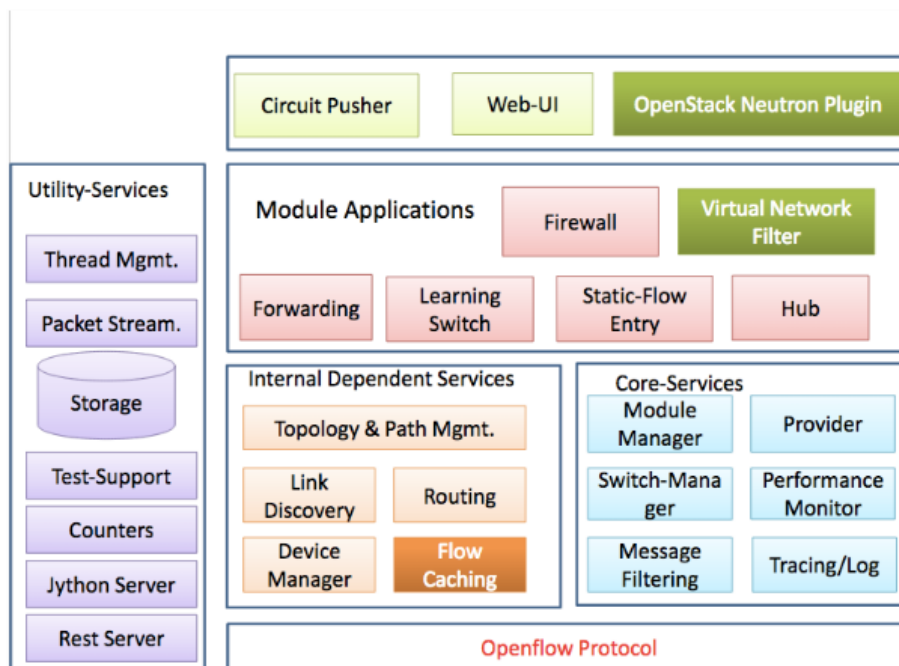 Circuit Pusher
Web-UI
OpenStack Neutron Plugin
Utility-Services
Thread Mgmt.
Packet Stream.
Storage
Test-Support
Counters
Jython Server
Rest Server
Module Applications
Firewall
Virtual Network
Filter
Forwarding
Learning
Switch
Static-Flow
Entry
Hub
Internal Dependent Services
Topology & Path Mgmt.
Link
Discovery
Routing
Device
Manager
Flow
Caching
Core-Services
Module
Manager
Provider
Switch-Mana
ger
Performance
Monitor
Message
Filtering
Tracing/Log
Openflow Protocol